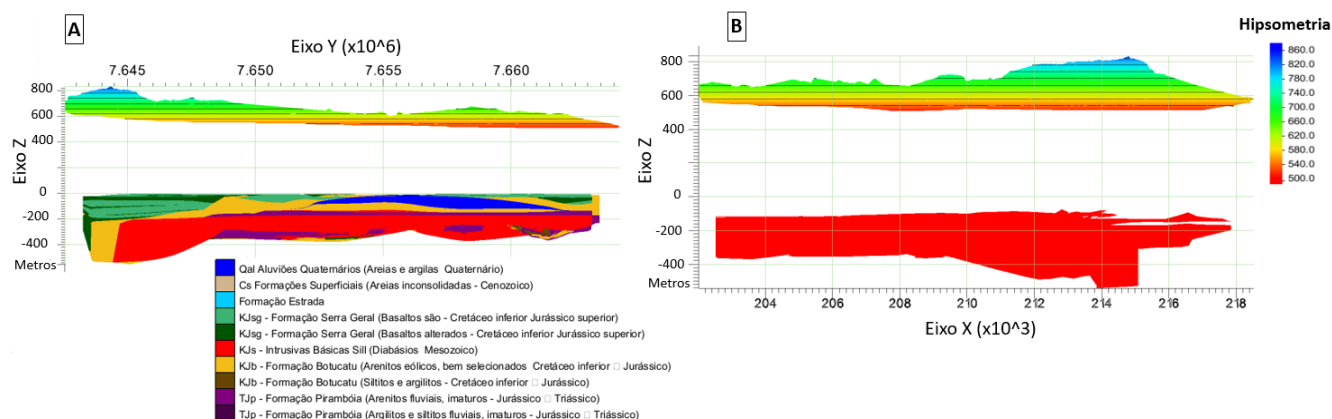 A
Eixo Y (x10^6)
7.645 7.650 7.655 7.660
800
600
400
0
-200
-400
Eixo Z
Metros
Qal Aluviões Quaternários (Areias e argilas Quaternário)
Cs Formações Superficiais (Areias inconsolidadas - Cenozoico)
Formação Estrada
KJsg - Formação Serra Geral (Basaltos são - Cretáceo inferior Jurássico superior)
KJsg - Formação Serra Geral (Basaltos alterados - Cretáceo inferior Jurássico superior)
KJs - Intrusivas Básicas Sill (Diabásios Mesozoico)
KJb - Formação Botucatu (Arenitos eólicos, bem selecionados Cretáceo inferior □ Jurássico)
KJb - Formação Botucatu (Siltitos e argilitos - Cretáceo inferior □ Jurássico)
TJp - Formação Pirambóia (Arenitos fluviais, imaturos - Jurássico □ Triássico)
TJp - Formação Pirambóia (Argilitos e siltitos fluviais, imaturos - Jurássico □ Triássico)
B
800
600
400
0
-200
-400
Eixo Z
Metros
204 206 208 210 212 214 216 218
Eixo X (x10^3)
Hipsometria
860.0
820.0
780.0
740.0
700.0
660.0
620.0
580.0
540.0
500.0